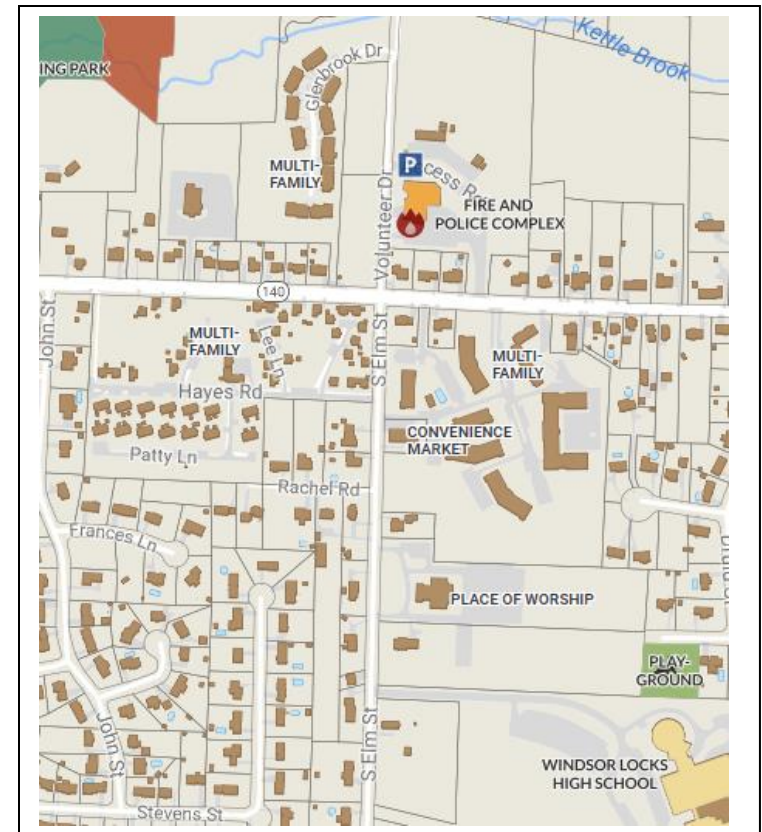 Kettle Brook
ING PARK
Glenbrook Dr
MULTI-
FAMILY
P
cess R
FIRE AND
POLICE COMPLEX
Volunteer Dr
140
John St
MULTI-
FAMILY
Lee Ln
S Elm St
MULTI-
FAMILY
Hayes Rd
CONVENIENCE
MARKET
Patty Ln
Rachel Rd
Frances Ln
PLACE OF WORSHIP
PLAY-
GROUND
John St
S Elm St
WINDSOR LOCKS
HIGH SCHOOL
Stevens St